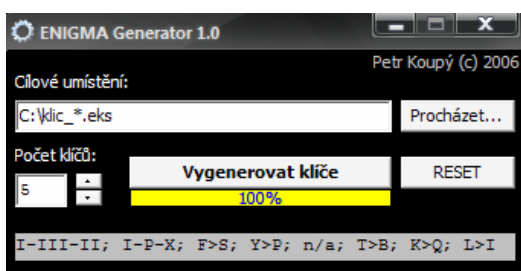 ENIGMA Generator 1.0
Petr Koupý (c) 2006
Cílové umístění:
C:\klic_*.eks
Procházet...
Počet klíčů:
5
Vygenerovat klíče
RESET
100%
I-III-II; I-P-X; F>S; Y>P; n/a; T>B; K>Q; L>I